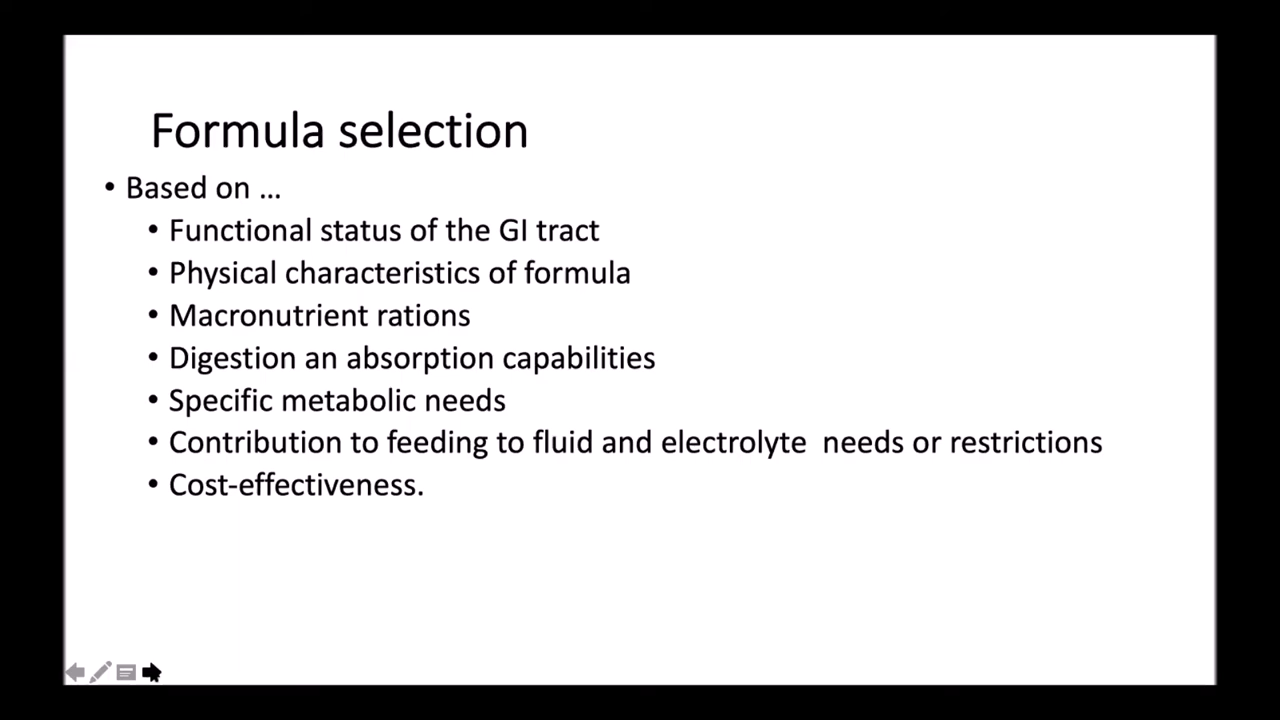 Formula selection
• Based on ...
• Functional status of the GI tract
• Physical characteristics of formula
• Macronutrient rations
• Digestion an absorption capabilities
• Specific metabolic needs
• Contribution to feeding to fluid and electrolyte  needs or restrictions
• Cost-effectiveness.